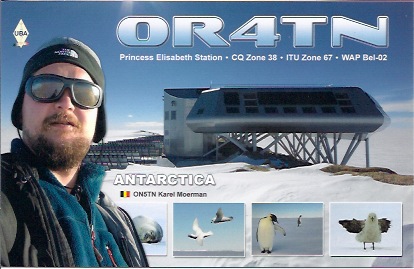 UBA
OR4TN
Princess Elisabeth Station • CQ Zone 38 • ITU Zone 67 • WAP Bel-02
ANTARCTICA
ON5TN Karel Moerman